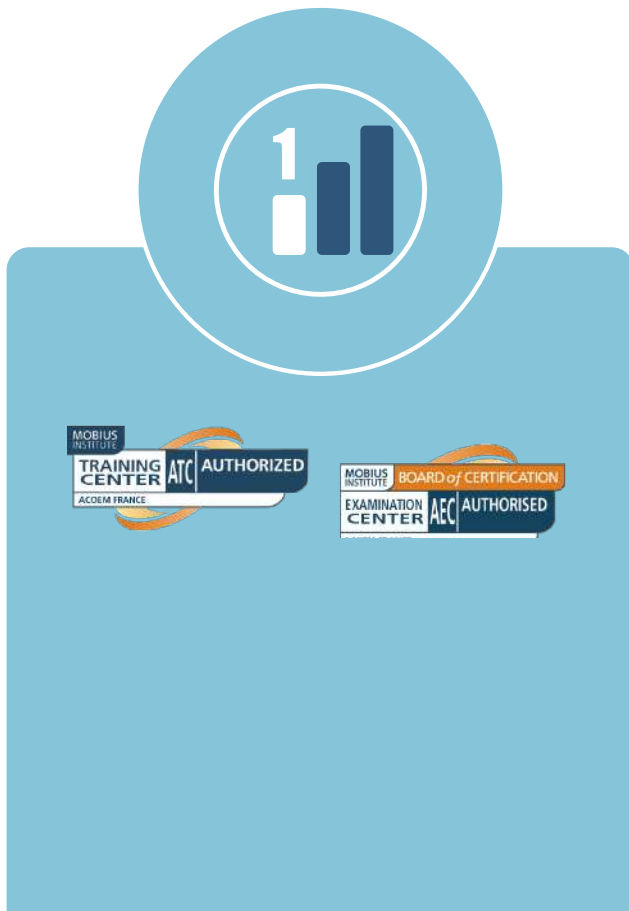 1
MOBIUS
INSTITUTE
TRAINING
CENTER
ATC
AUTHORIZED
ACOEM FRANCE
MOBIUS
INSTITUTE
BOARD of CERTIFICATION
EXAMINATION
CENTER
AEC
AUTHORISED